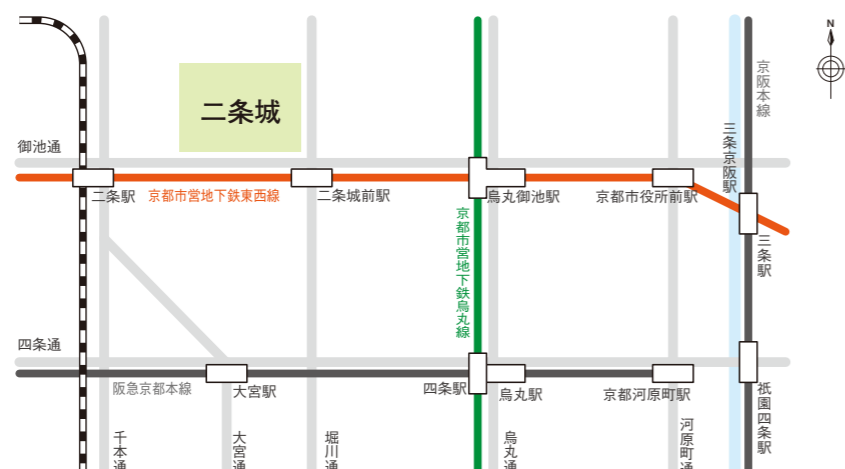 N
京阪本線
二条城
三条京阪駅
御池通
二条駅
京都市営地下鉄東西線
二条城前駅
烏丸御池駅
京都市役所前駅
京都市営地下鉄烏丸線
三条駅
四条通
阪急京都本線
大宮駅
四条駅
烏丸駅
京都河原町駅
祇園四条駅
千本通
大宮通
堀川通
烏丸通
河原町通